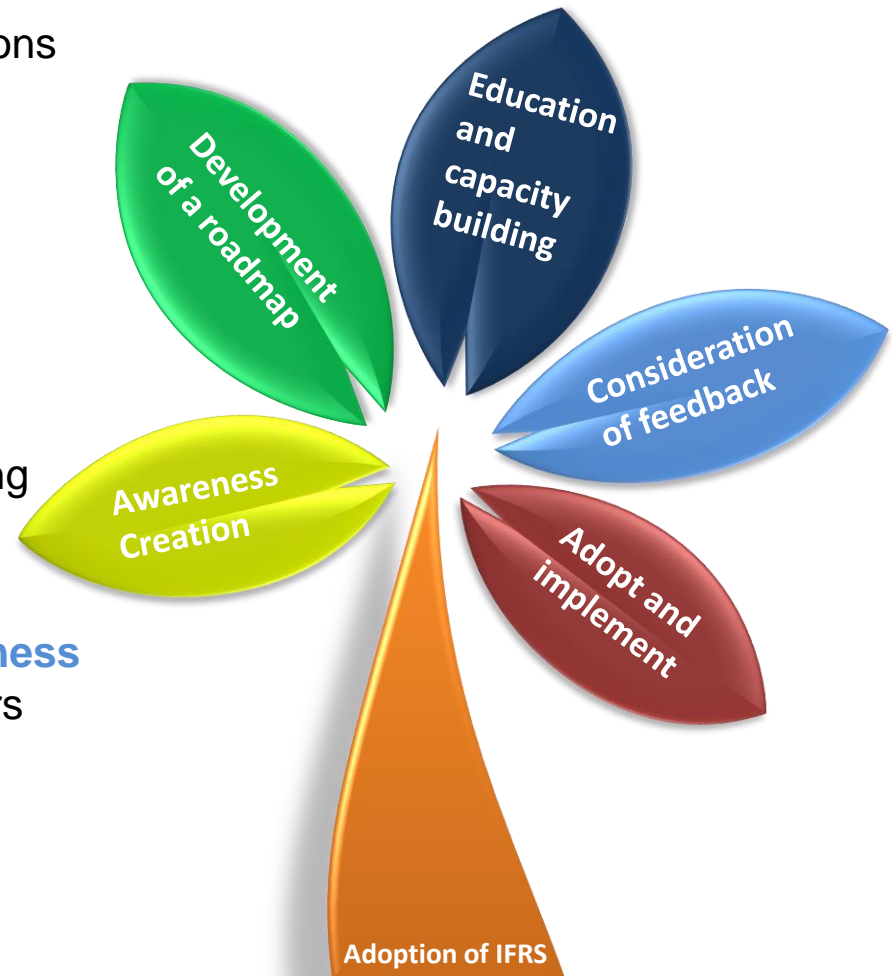 ons
ng
ness
rs
Development
of a roadmap
Education
and
capacity
building
Consideration
of feedback
Awareness
Creation
Adopt and
implement
Adoption of IFRS